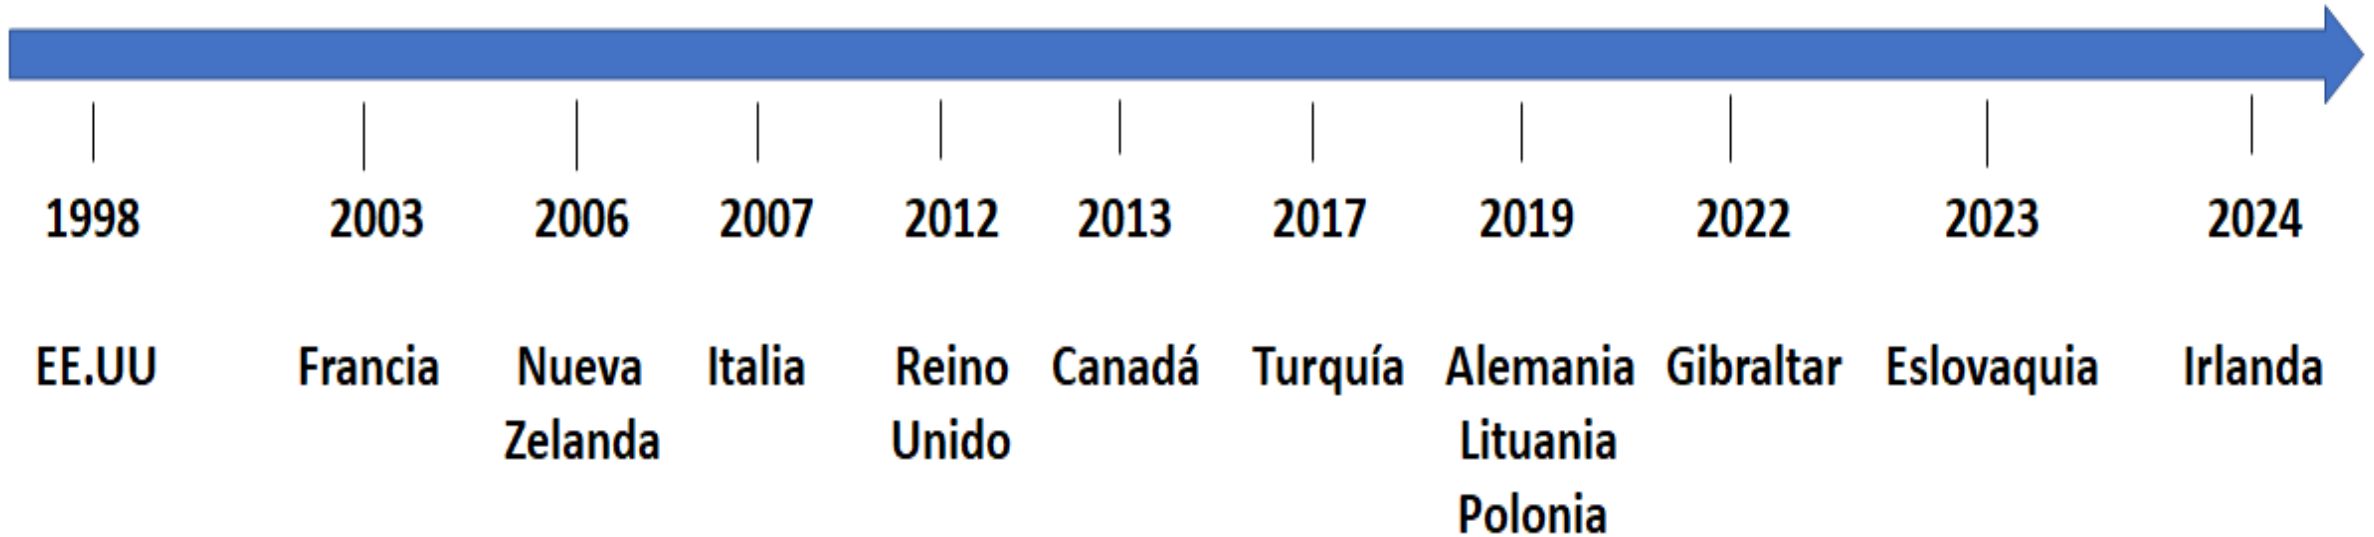 1998 2003 2006 2007 2012 2013 2017 2019 2022 2023 2024
EE.UU Francia Nueva Italia Reino Canadá Turquía Alemania Gibraltar Eslovaquia Irlanda
Zelanda Unido Lituania
Polonia